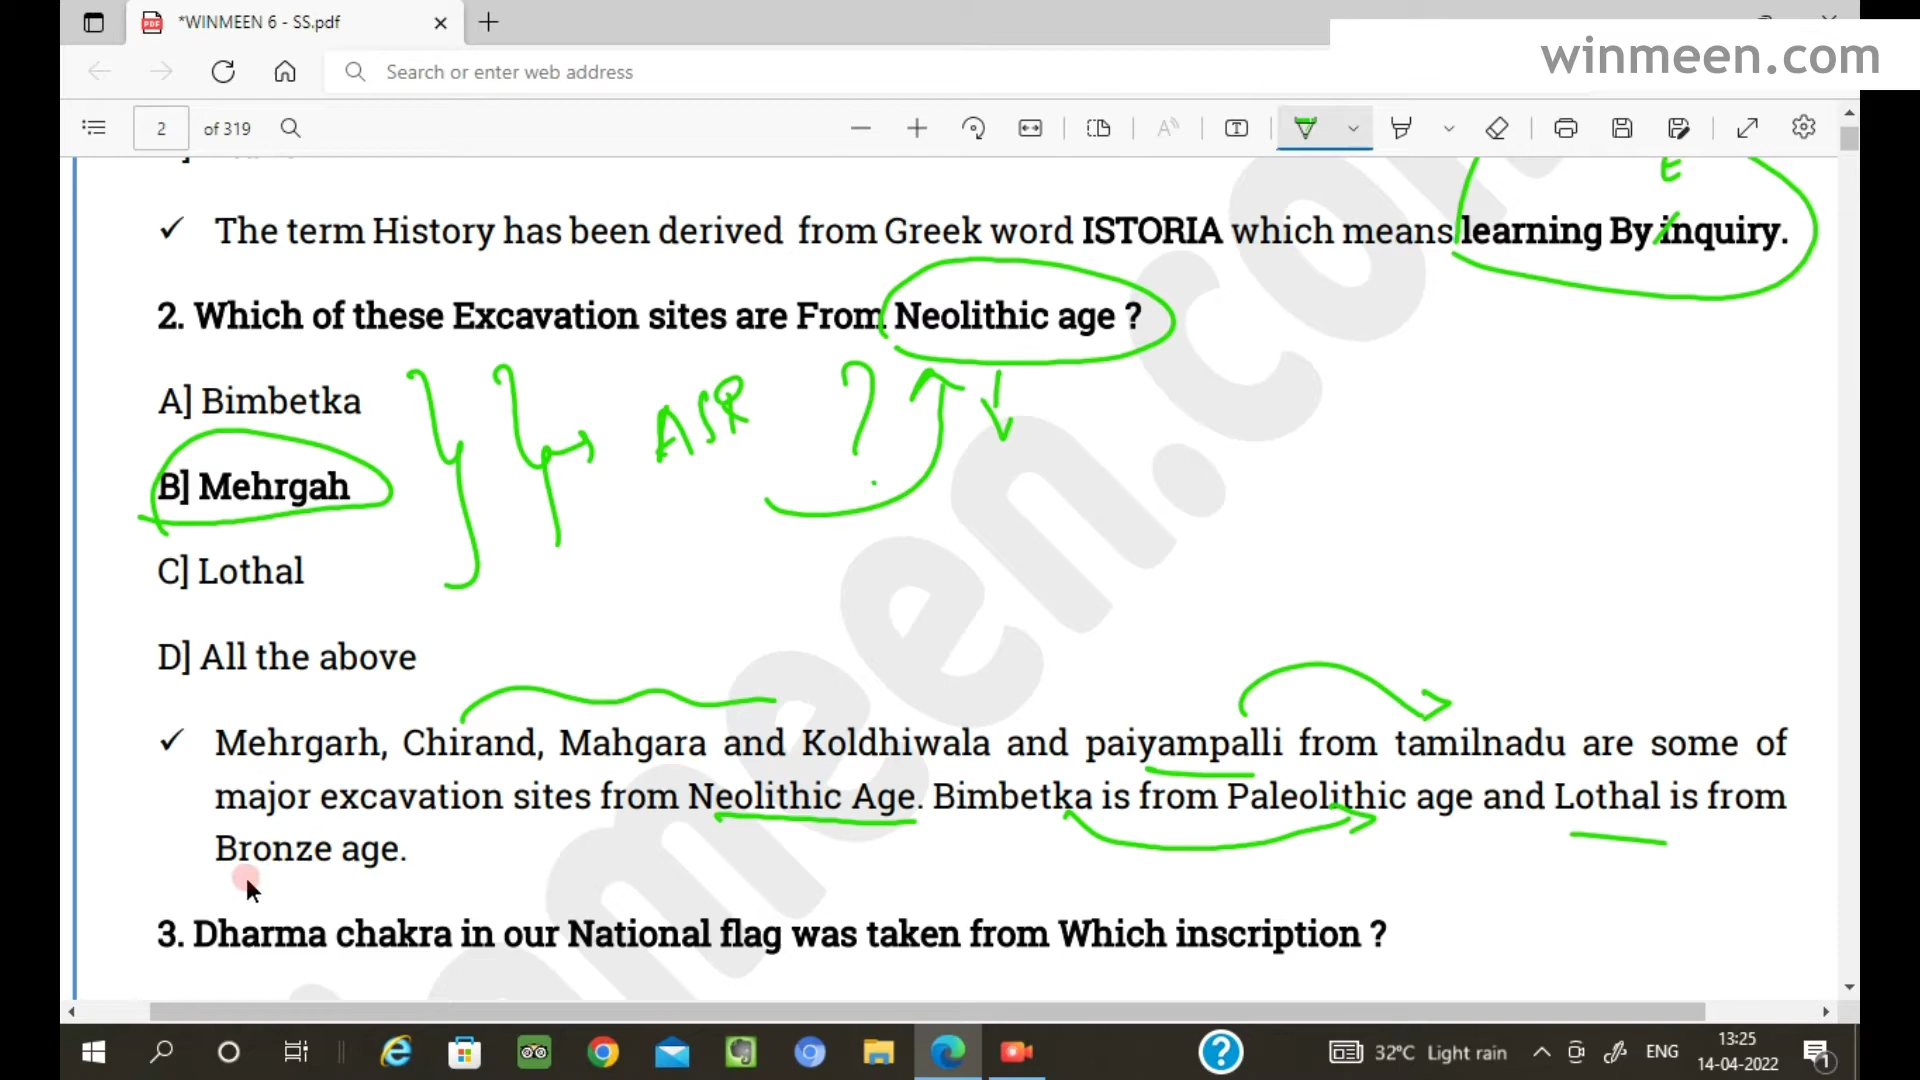 *WINMEEN 6 - SS.pdf
winmeen.com
Search or enter web address
2 of 319
E
✓ The term History has been derived from Greek word ISTORIA which means learning By inquiry.
2. Which of these Excavation sites are From Neolithic age ?
A] Bimbetka
ASR ?
B] Mehrgah
C] Lothal
D] All the above
✓ Mehrgarh, Chirand, Mahgara and Koldhiwala and paiyampalli from tamilnadu are some of
major excavation sites from Neolithic Age. Bimbetka is from Paleolithic age and Lothal is from
Bronze age.
3. Dharma chakra in our National flag was taken from Which inscription ?
32°C Light rain
ENG
13:25
14-04-2022
1